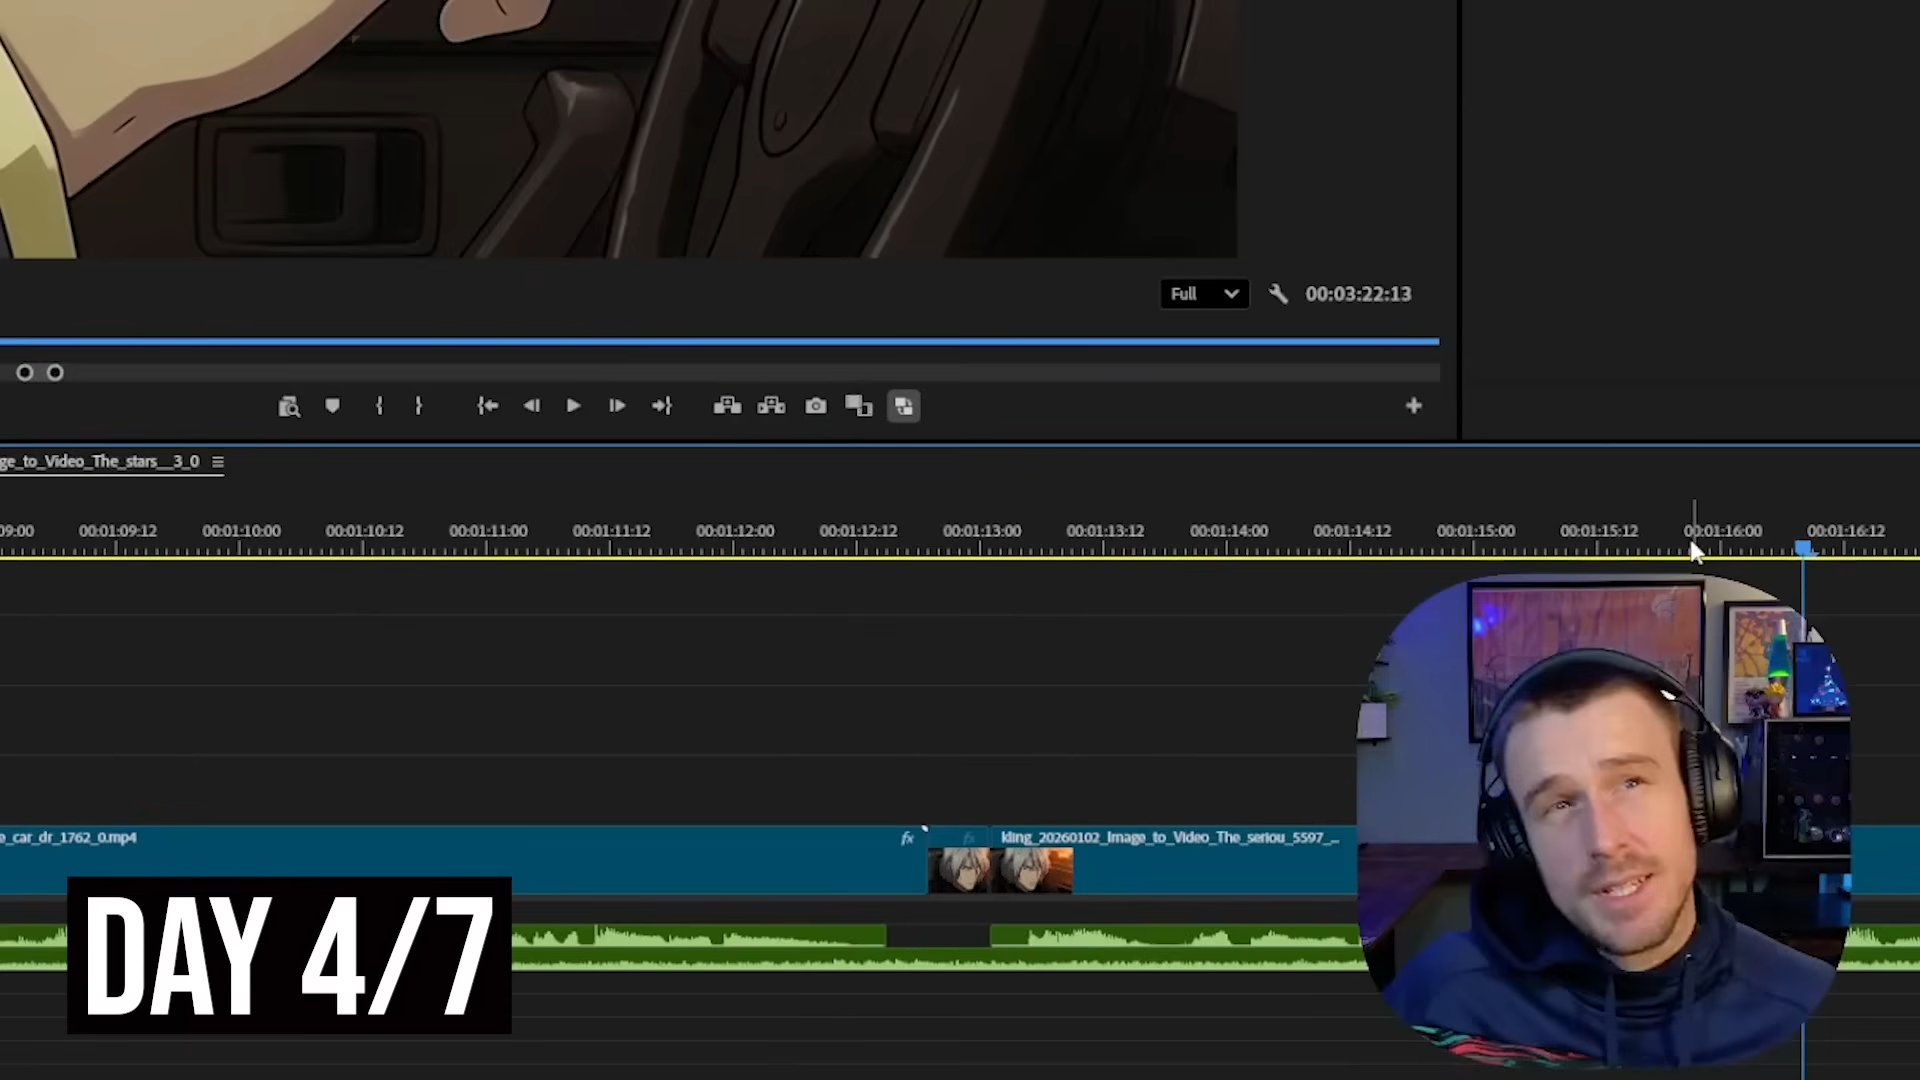 Full
00:03:22:13
ge_to_Video_The_stars__3_0
09:00 00:01:09:12 00:01:10:00 00:01:10:12 00:01:11:00 00:01:11:12 00:01:12:00 00:01:12:12 00:01:13:00 00:01:13:12 00:01:14:00 00:01:14:12 00:01:15:00 00:01:15:12 00:01:16:00 00:01:16:12
e_car_dr_1762_0.mp4 fx fx kling_20260102_Image_to_Video_The_seriou_5597_...
DAY 4/7